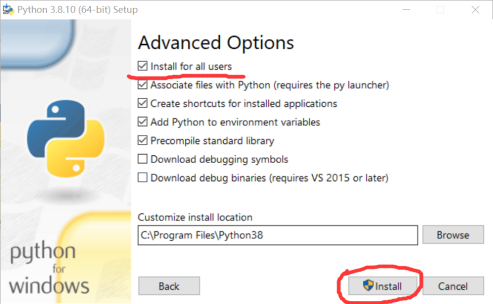 Python 3.8.10 (64-bit) Setup
Advanced Options
Install for all users
Associate files with Python (requires the py launcher)
Create shortcuts for installed applications
Add Python to environment variables
Precompile standard library
Download debugging symbols
Download debug binaries (requires VS 2015 or later)
Customize install location
C:\Program Files\Python38
Browse
python
for
windows
Back
Install
Cancel